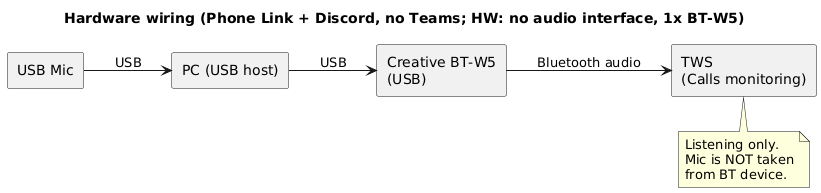 Hardware wiring (Phone Link + Discord, no Teams; HW: no audio interface, 1x BT-W5)
USB Mic
USB
PC (USB host)
USB
Creative BT-W5
(USB)
Bluetooth audio
TWS
(Calls monitoring)
Listening only.
Mic is NOT taken
from BT device.